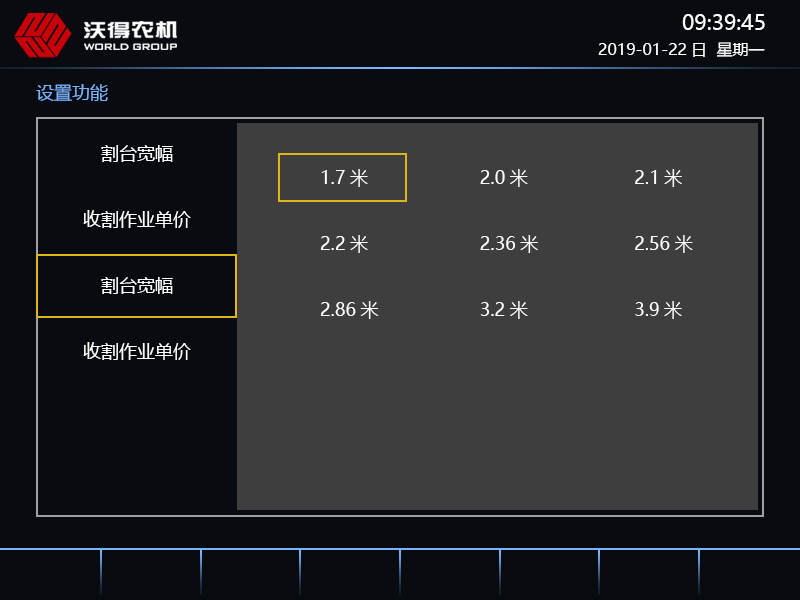 沃得农机
WORLD GROUP
09:39:45
2019-01-22 日 星期一
设置功能
割台宽幅
收割作业单价
割台宽幅
收割作业单价
1.7 米 2.0 米 2.1 米
2.2 米 2.36 米 2.56 米
2.86 米 3.2 米 3.9 米